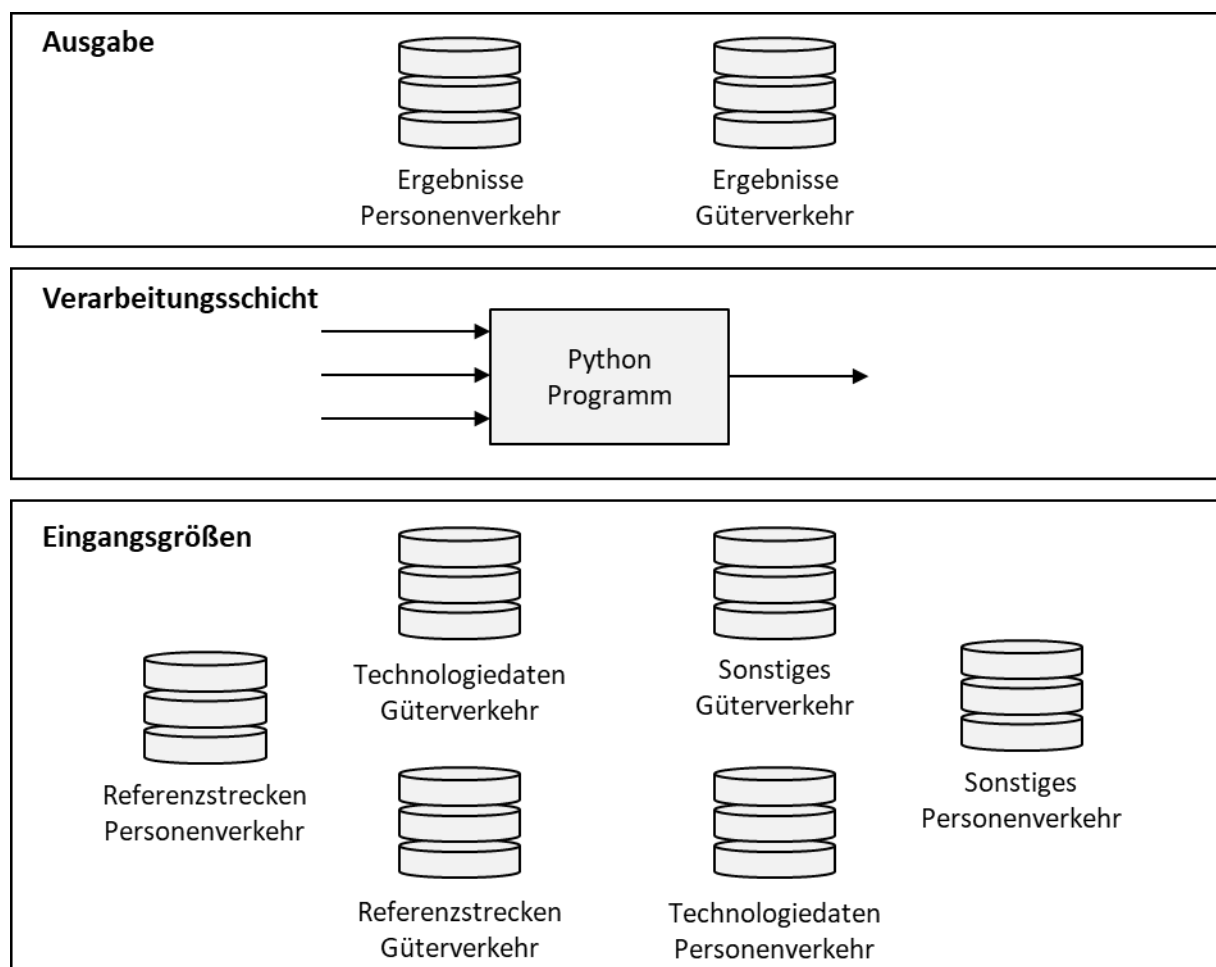 Ausgabe
Ergebnisse
Personenverkehr
Ergebnisse
Güterverkehr
Verarbeitungsschicht
Python
Programm
Eingangsgrößen
Technologiedaten
Güterverkehr
Sonstiges
Güterverkehr
Referenzstrecken
Personenverkehr
Sonstiges
Personenverkehr
Referenzstrecken
Güterverkehr
Technologiedaten
Personenverkehr